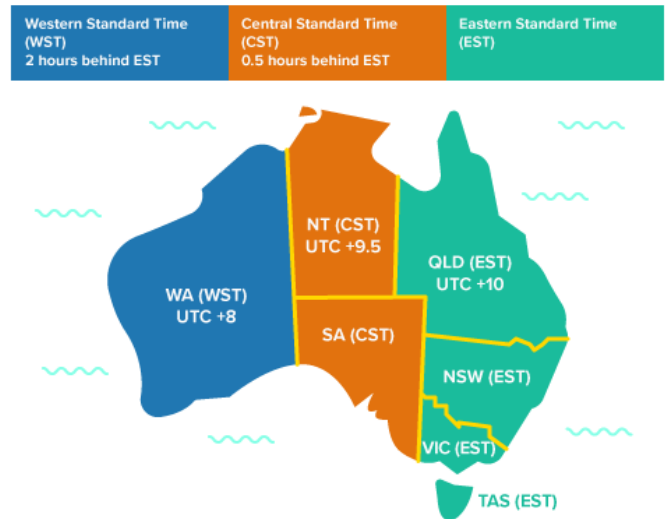 Western Standard Time
(WST)
2 hours behind EST
Central Standard Time
(CST)
0.5 hours behind EST
Eastern Standard Time
(EST)
NT (CST)
UTC +9.5
QLD (EST)
UTC +10
WA (WST)
UTC +8
SA (CST)
NSW (EST)
VIC (EST)
TAS (EST)